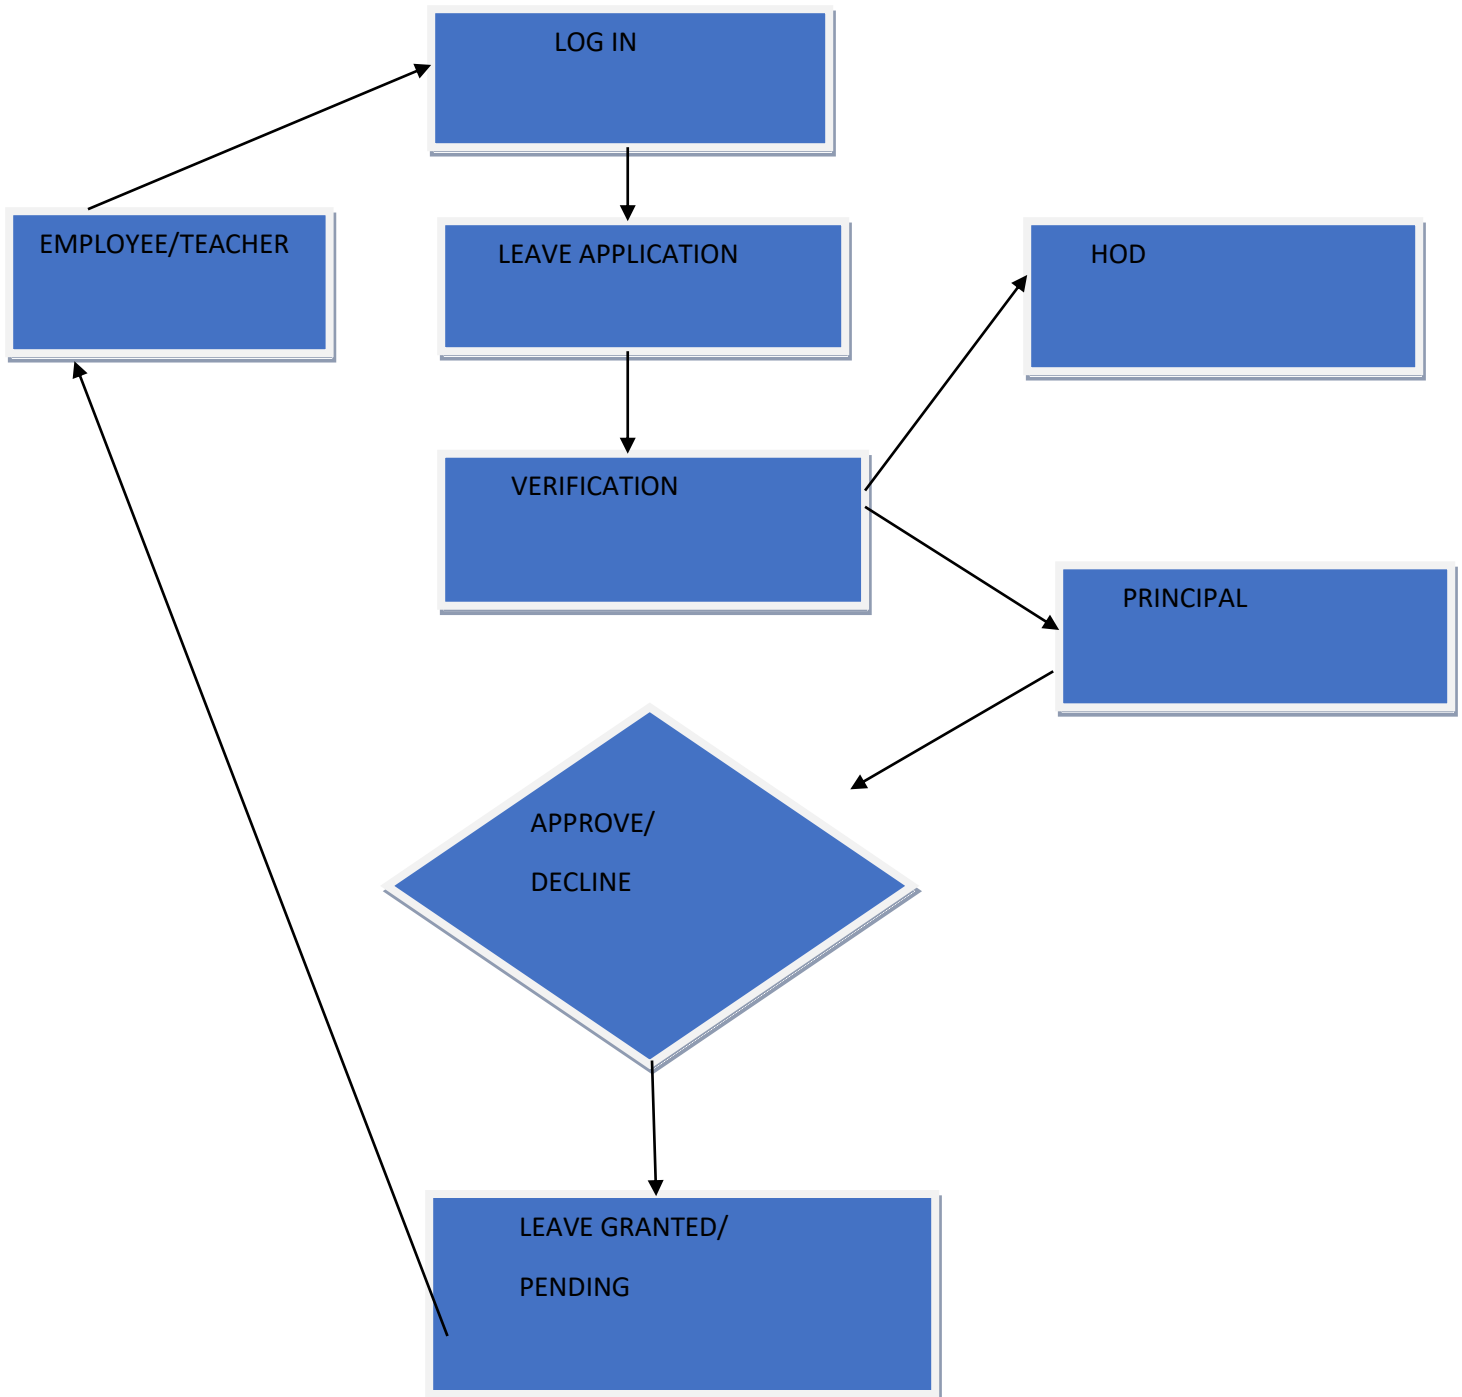 LOG IN
EMPLOYEE/TEACHER
LEAVE APPLICATION
HOD
VERIFICATION
PRINCIPAL
APPROVE/
DECLINE
LEAVE GRANTED/
PENDING